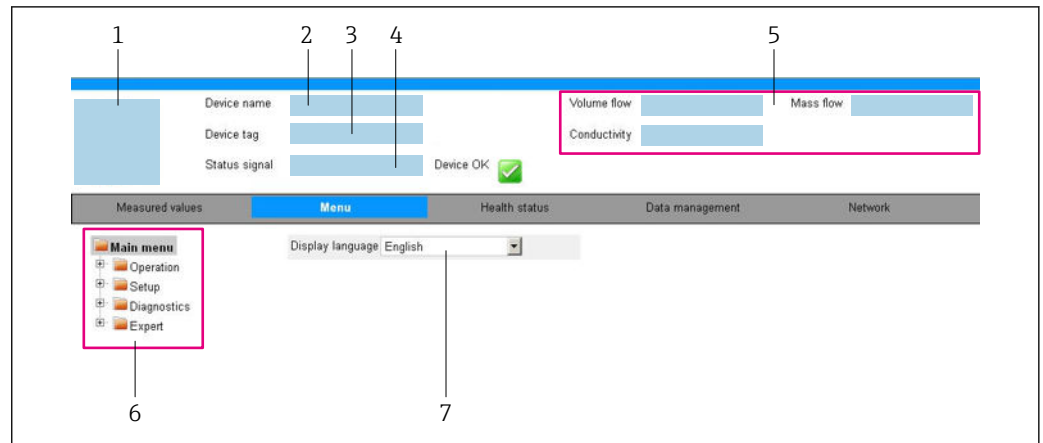 1 2 3 4 5
Device name Volume flow Mass flow
Device tag Conductivity
Status signal Device OK
Measured values Menu Health status Data management Network
Main menu Display language English
Operation
Setup
Diagnostics
Expert
6 7